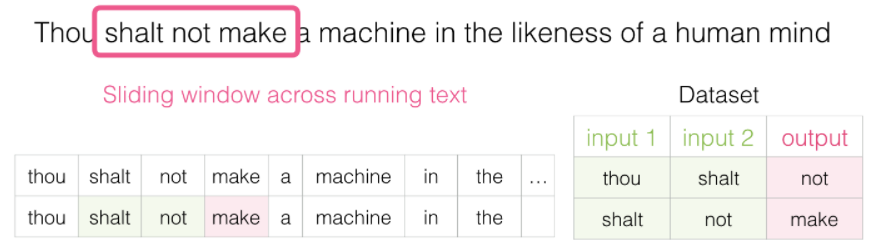 Thou shalt not make a machine in the likeness of a human mind
Sliding window across running text
thou shalt not make a machine in the ...
thou shalt not make a machine in the
Dataset
input 1 input 2 output
thou shalt not
shalt not make